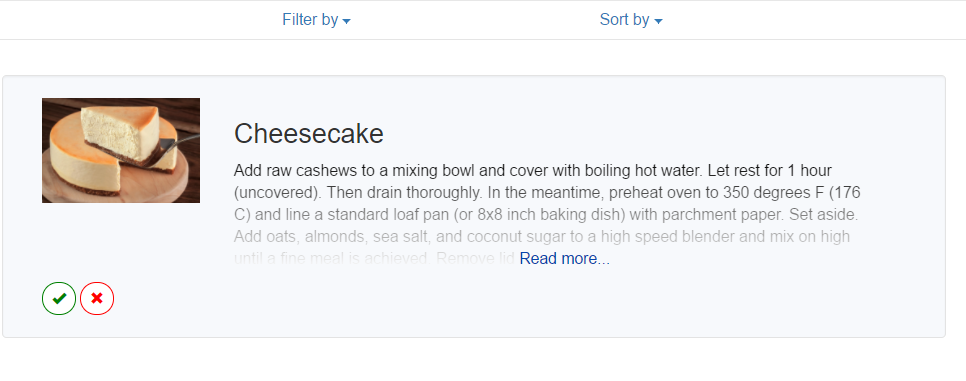 Filter by
Sort by
Cheesecake
Add raw cashews to a mixing bowl and cover with boiling hot water. Let rest for 1 hour
(uncovered). Then drain thoroughly. In the meantime, preheat oven to 350 degrees F (176
C) and line a standard loaf pan (or 8x8 inch baking dish) with parchment paper. Set aside.
Add oats, almonds, sea salt, and coconut sugar to a high speed blender and mix on high
until a fine meal is achieved. Remove lid Read more...